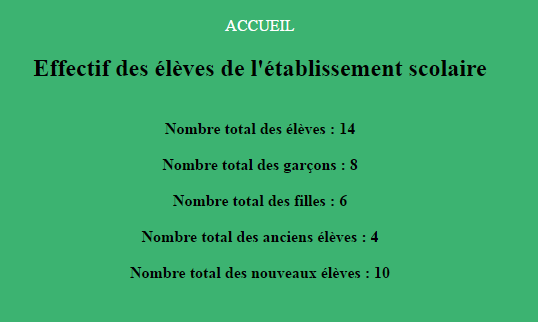 ACCUEIL
Effectif des élèves de l'établissement scolaire
Nombre total des élèves : 14
Nombre total des garçons : 8
Nombre total des filles : 6
Nombre total des anciens élèves : 4
Nombre total des nouveaux élèves : 10